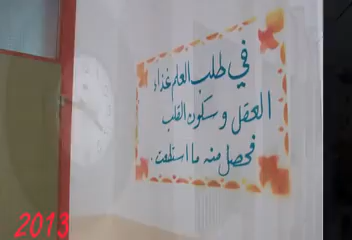 في طلب العلم غذاء
العقل وسكون القلب
فحصل منه ما استطعت .
2013